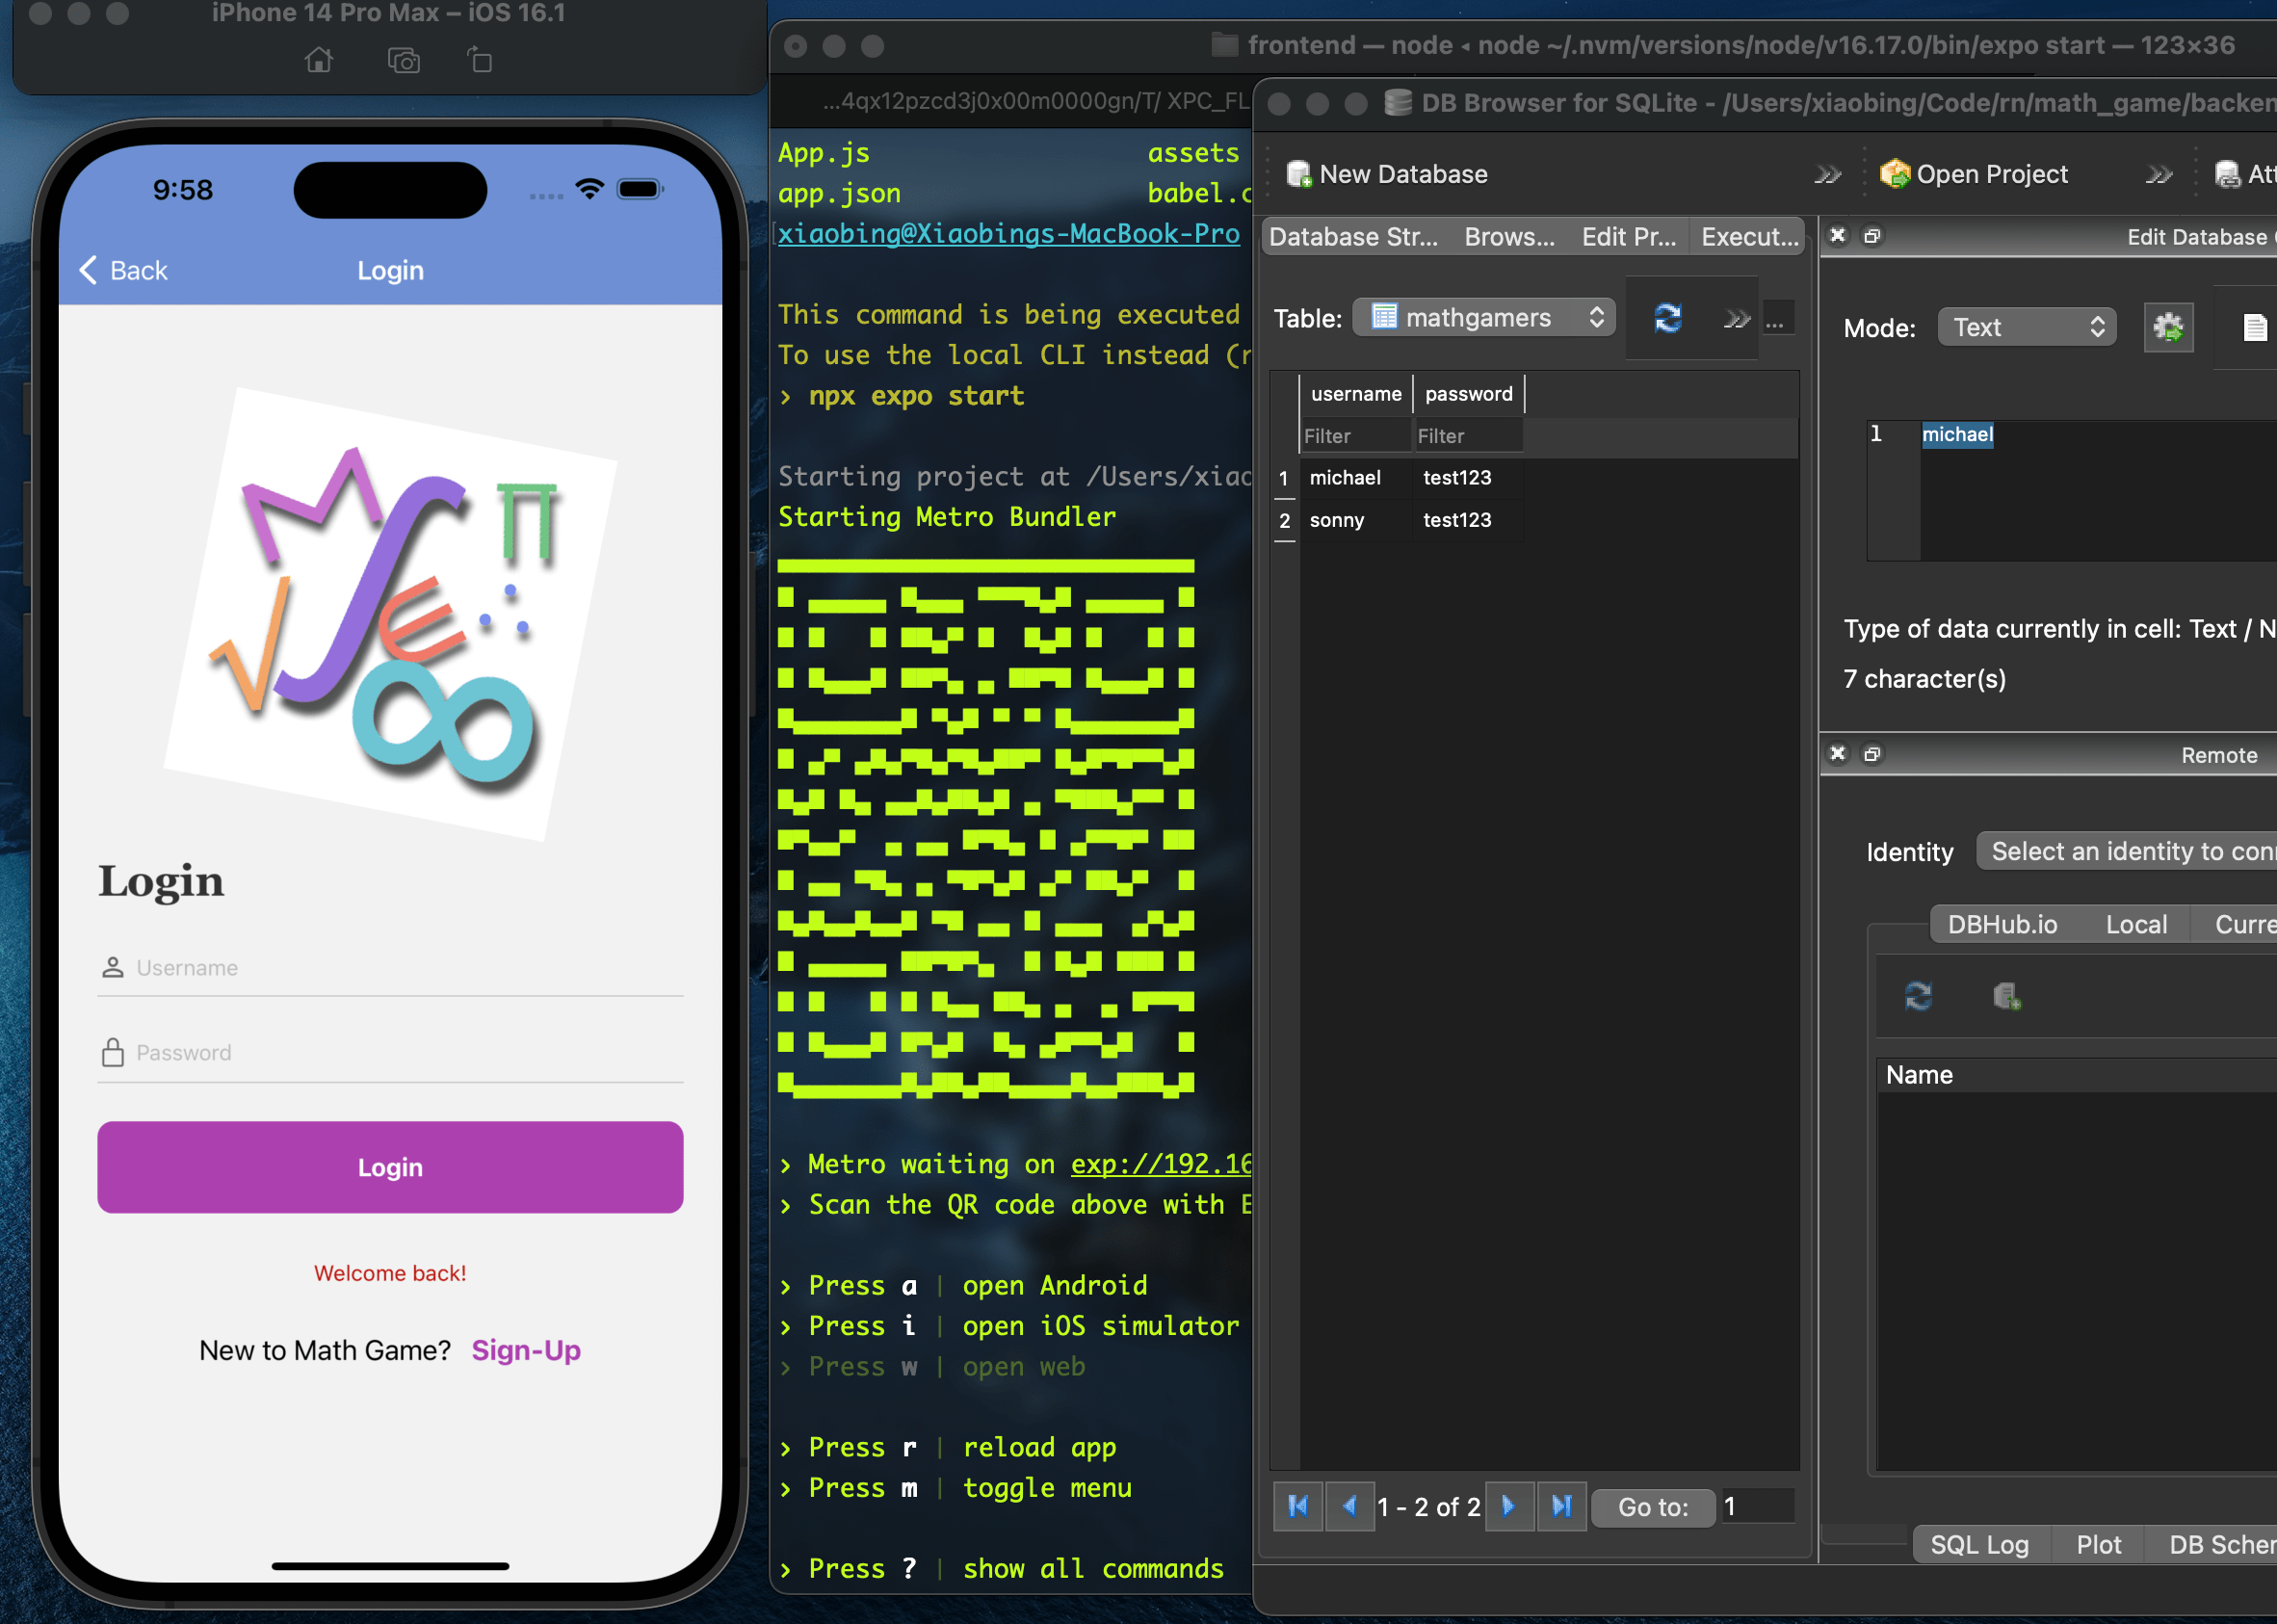 iPhone 14 Pro Max – iOS 16.1
9:58
Back
Login
Login
Username
Password
Login
Welcome back!
New to Math Game? Sign-Up
frontend — node ◂ node ~/.nvm/versions/node/v16.17.0/bin/expo start — 123×36
...4qx12pzcd3j0x00m0000gn/T/ XPC_FL
App.js assets
app.json babel.c
xiaobing@Xiaobings-MacBook-Pro
This command is being executed
To use the local CLI instead (r
› npx expo start
Starting project at /Users/xiao
Starting Metro Bundler
› Metro waiting on exp://192.16
› Scan the QR code above with E
› Press a | open Android
› Press i | open iOS simulator
› Press w | open web
› Press r | reload app
› Press m | toggle menu
› Press ? | show all commands
DB Browser for SQLite - /Users/xiaobing/Code/rn/math_game/backen
New Database
Open Project
Att
Database Str...
Brows...
Edit Pr...
Execut...
Table: mathgamers
...
username password
Filter Filter
1 michael test123
2 sonny test123
1 - 2 of 2
Go to: 1
Edit Database
Mode: Text
1 michael
Type of data currently in cell: Text / N
7 character(s)
Remote
Identity Select an identity to con
DBHub.io Local Curre
Name
SQL Log Plot DB Schem